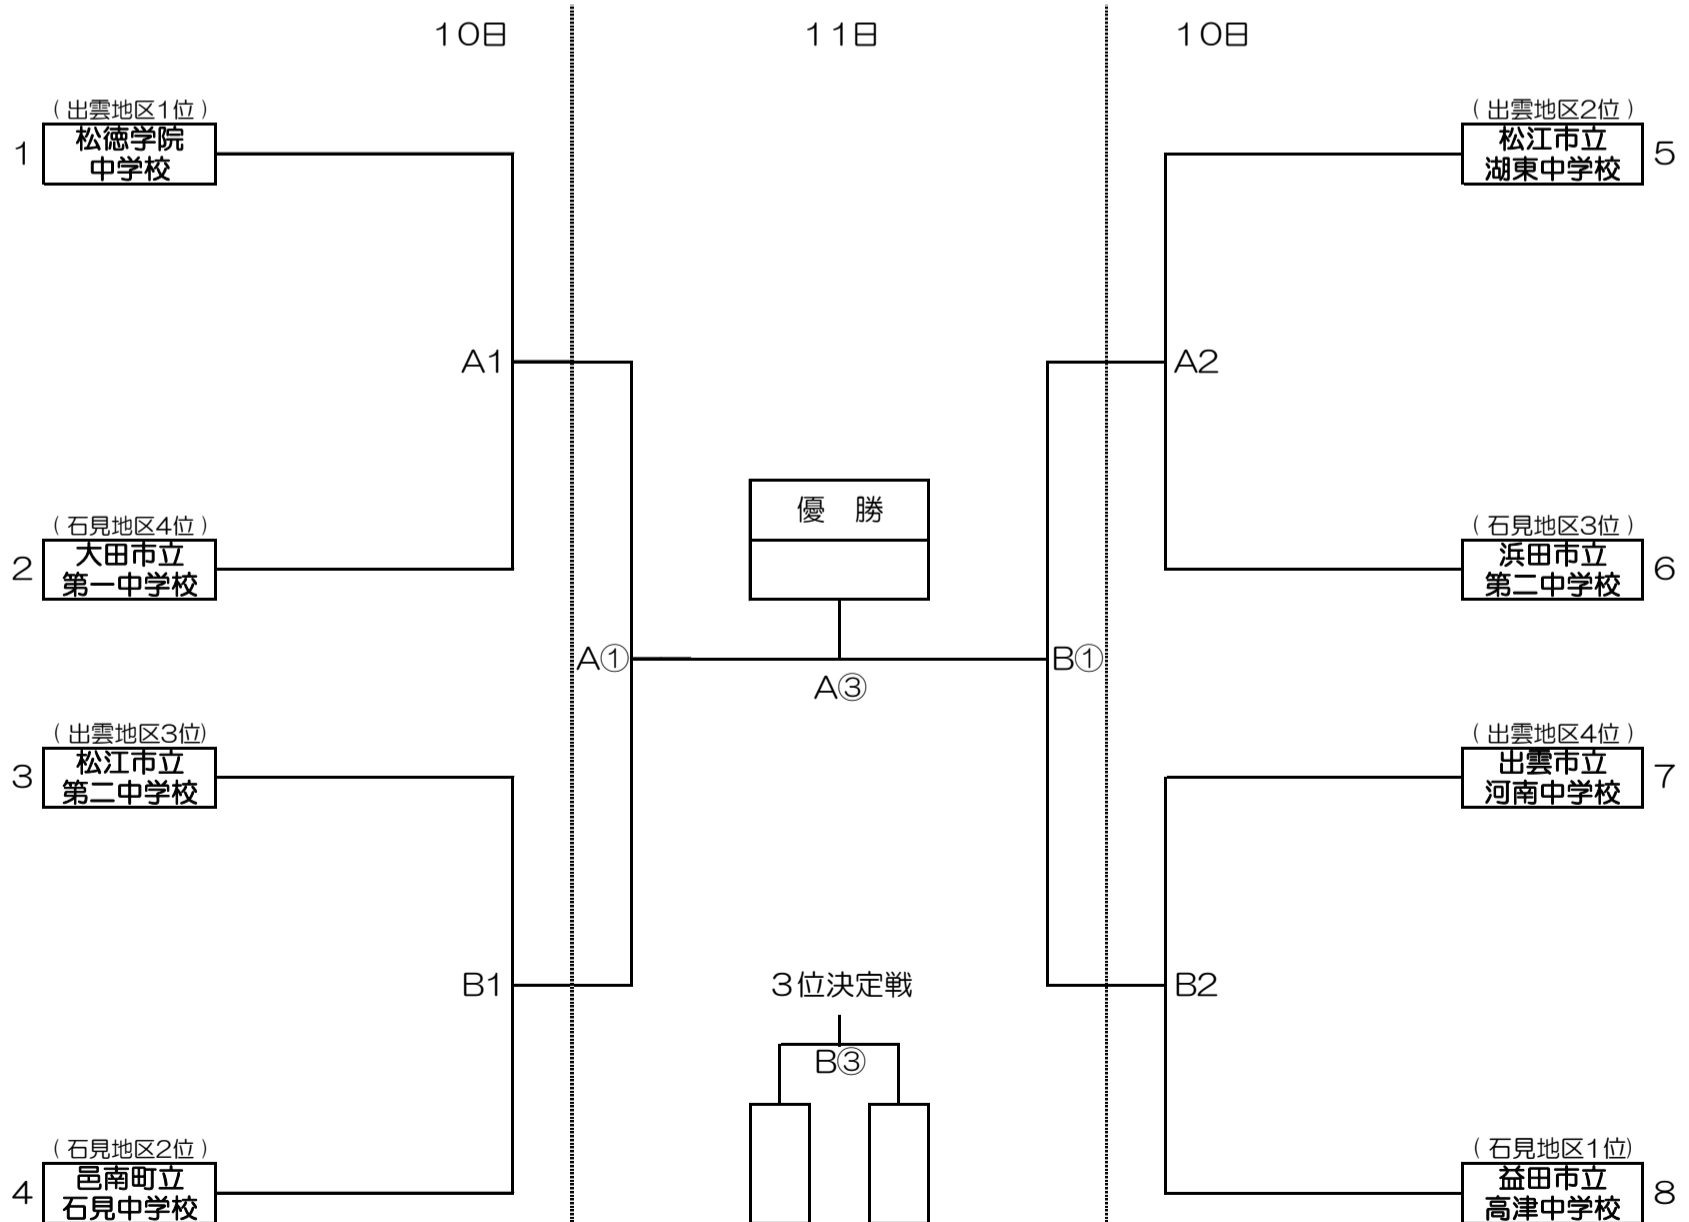 10日
11日
10日
(出雲地区1位)
1
松徳学院
中学校
(出雲地区2位)
松江市立
湖東中学校
5
A1
A2
(石見地区4位)
2
大田市立
第一中学校
優 勝
(石見地区3位)
浜田市立
第二中学校
6
A①
A③
B①
(出雲地区3位)
3
松江市立
第二中学校
(出雲地区4位)
出雲市立
河南中学校
7
B1
3位決定戦
B2
B③
(石見地区2位)
4
邑南町立
石見中学校
(石見地区1位)
益田市立
高津中学校
8